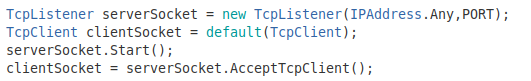 TcpListener serverSocket = new TcpListener(IPAddress.Any,PORT);
TcpClient clientSocket = default(TcpClient);
serverSocket.Start();
clientSocket = serverSocket.AcceptTcpClient();